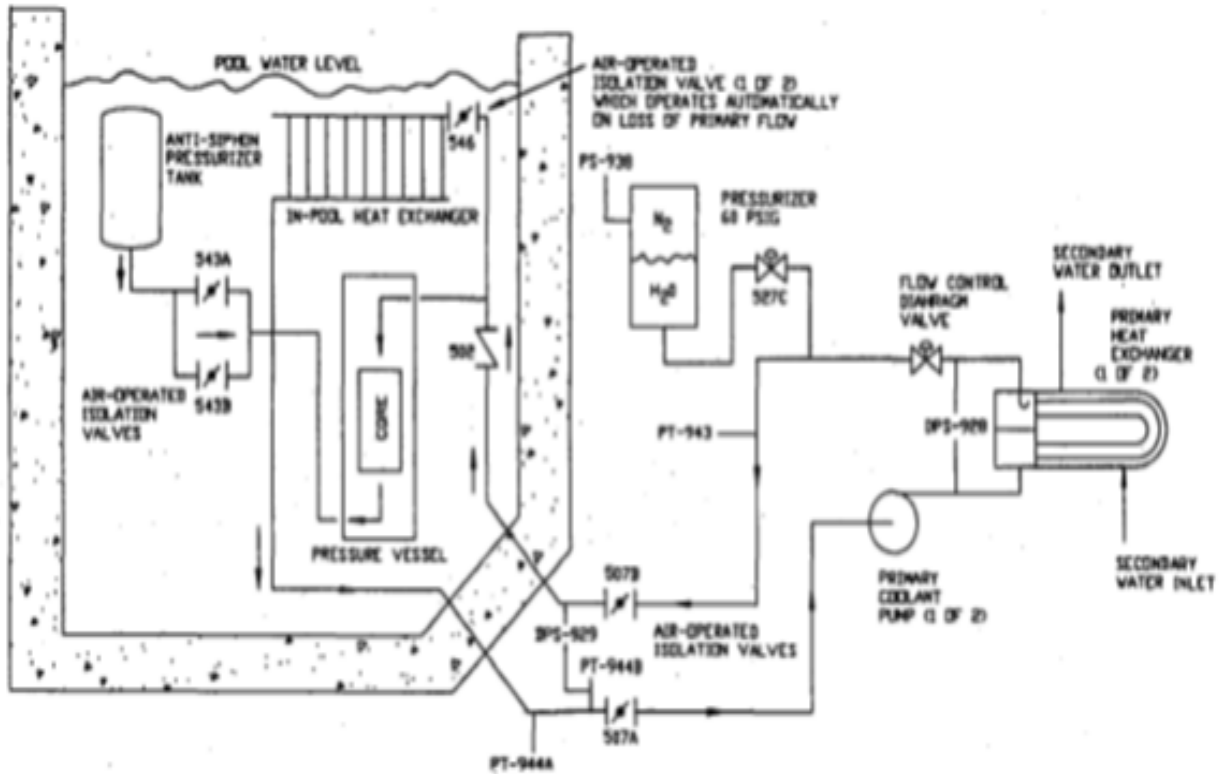 POOL WATER LEVEL
AIR-OPERATED
ISOLATION VALVE (1 OF 2)
WHICH OPERATES AUTOMATICALLY
ON LOSS OF PRIMARY FLOW
546
ANTI-SIPHON
PRESSURIZER
TANK
IN-POOL HEAT EXCHANGER
PS-938
N2
H2O
PRESSURIZER
60 PSIG
527C
543A
543B
AIR-OPERATED
ISOLATION
VALVES
502
CORE
PRESSURE VESSEL
FLOW CONTROL
DIAHRAGM
VALVE
SECONDARY
WATER OUTLET
PRIMARY
HEAT
EXCHANGER
(1 OF 2)
PT-943
DPS-928
SECONDARY
WATER INLET
PRIMARY
COOLANT
PUMP (1 OF 2)
507B
AIR-OPERATED
ISOLATION VALVES
DPS-929
PT-944B
507A
PT-944A